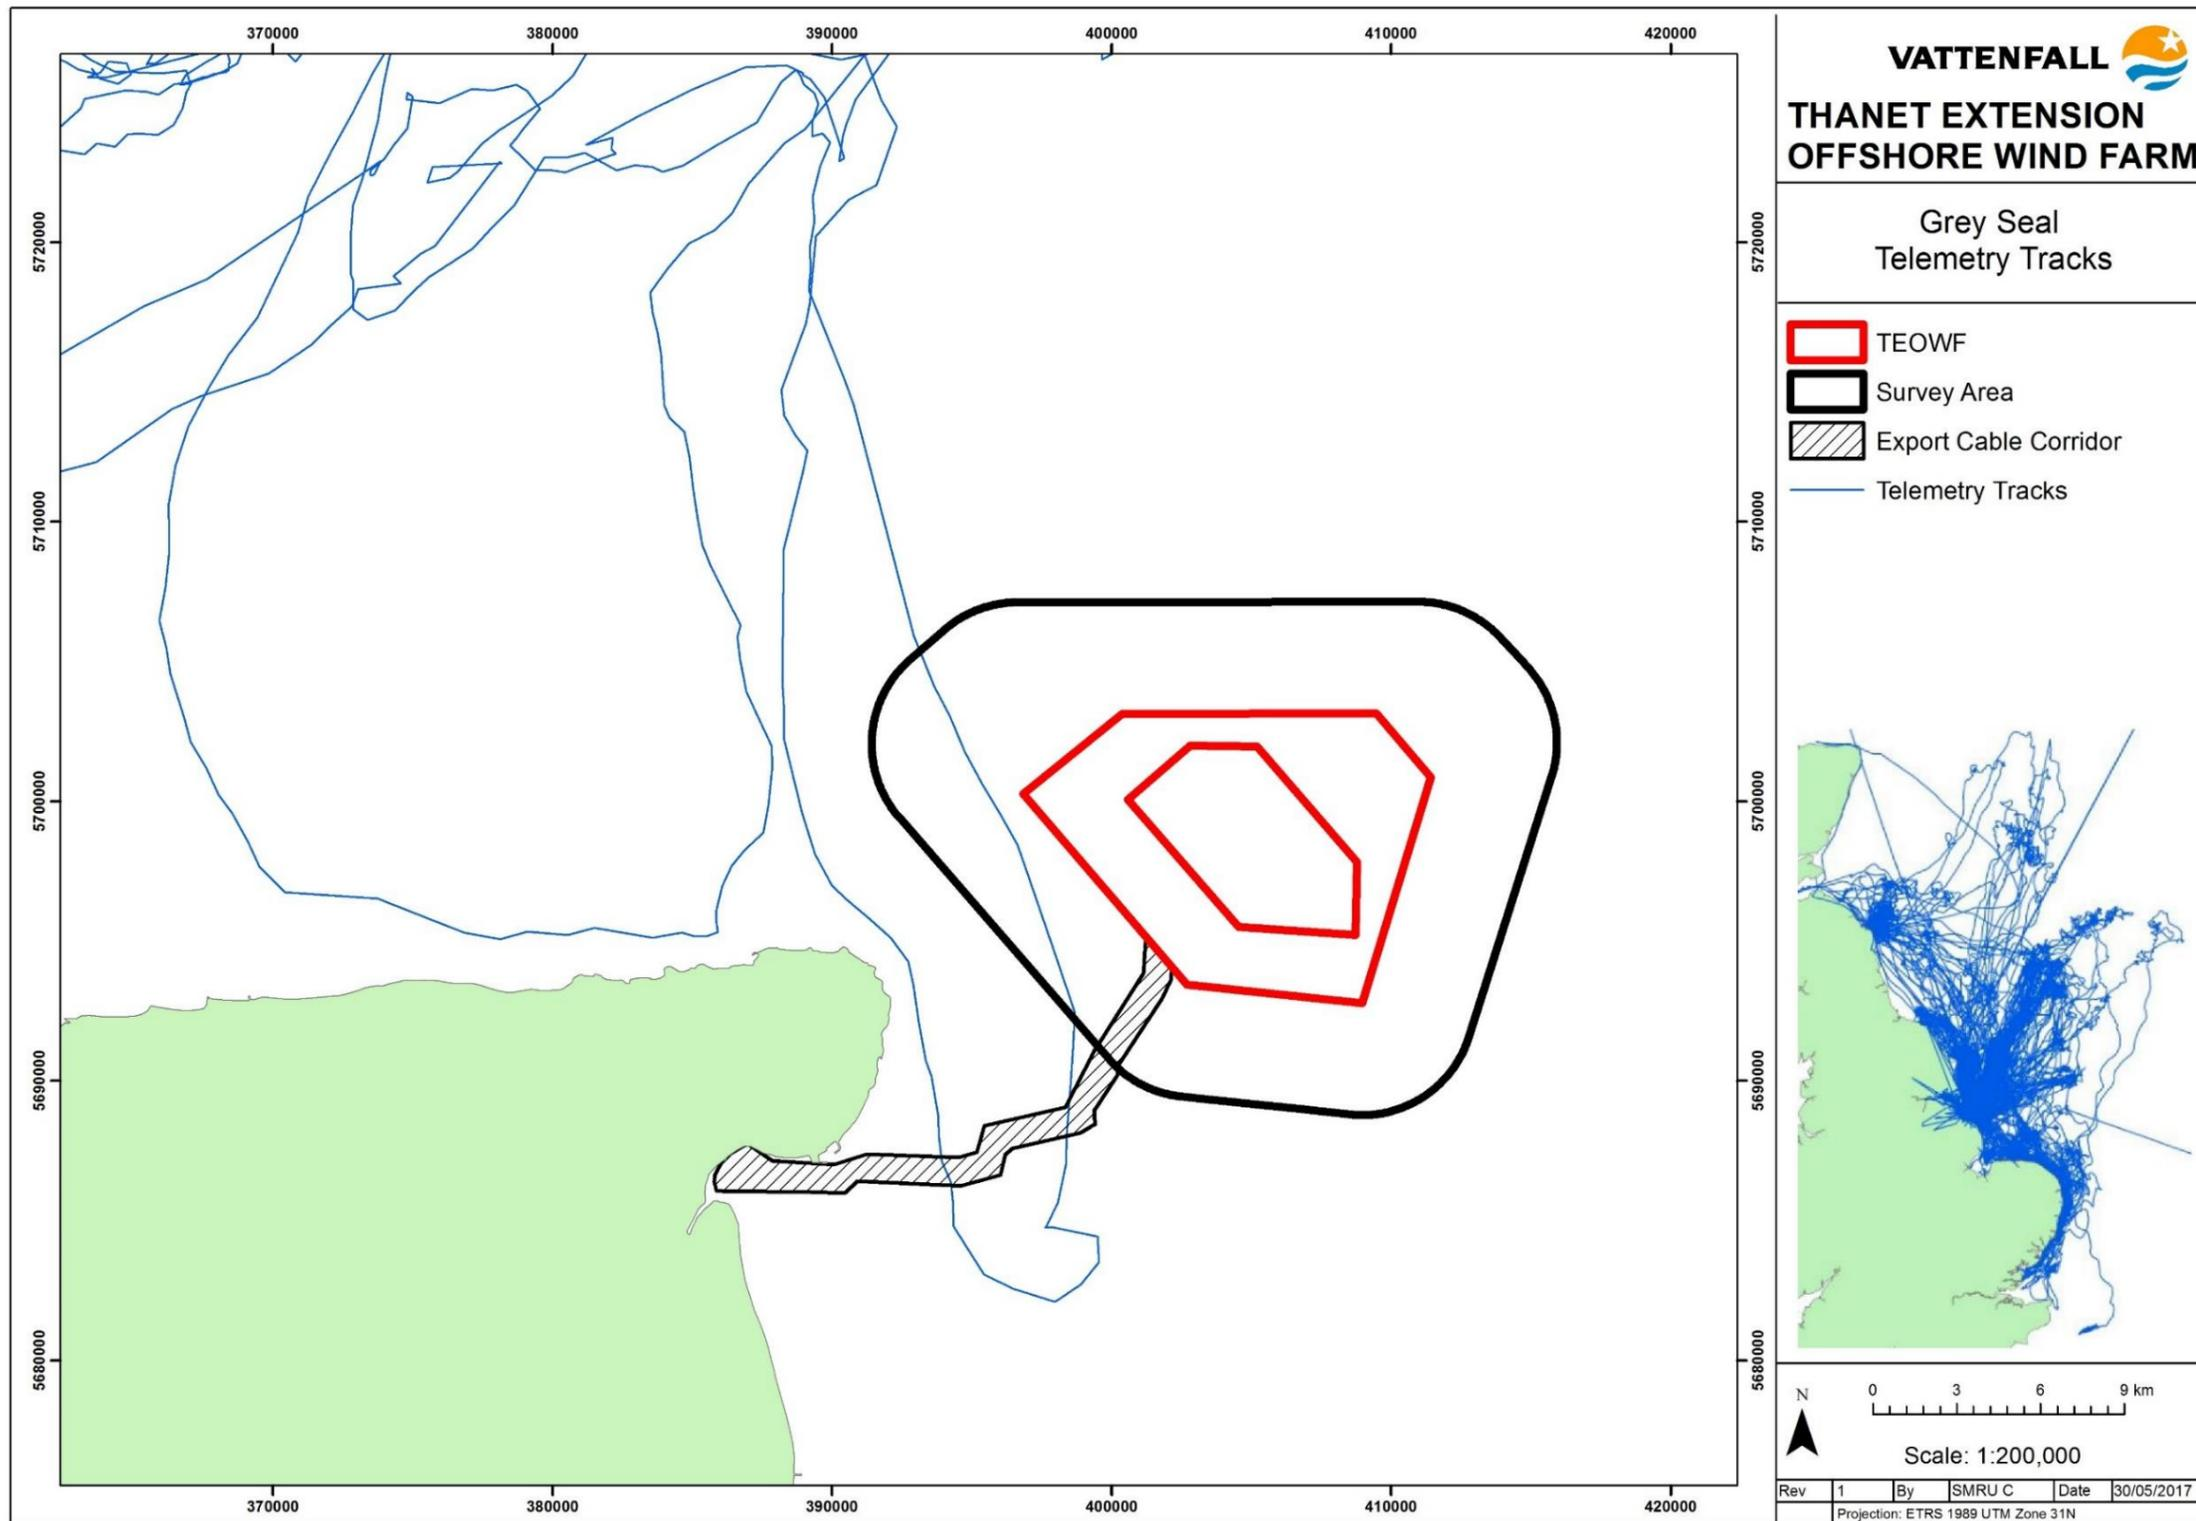 370000 380000 390000 400000 410000 420000
5720000 5720000
5710000 5710000
5700000 5700000
5690000 5690000
5680000 5680000
370000 380000 390000 400000 410000 420000
VATTENFALL
THANET EXTENSION
OFFSHORE WIND FARM
Grey Seal
Telemetry Tracks
TEOWF
Survey Area
Export Cable Corridor
Telemetry Tracks
N
0 3 6 9 km
Scale: 1:200,000
Rev 1 By SMRU C Date 30/05/2017
Projection: ETRS 1989 UTM Zone 31N